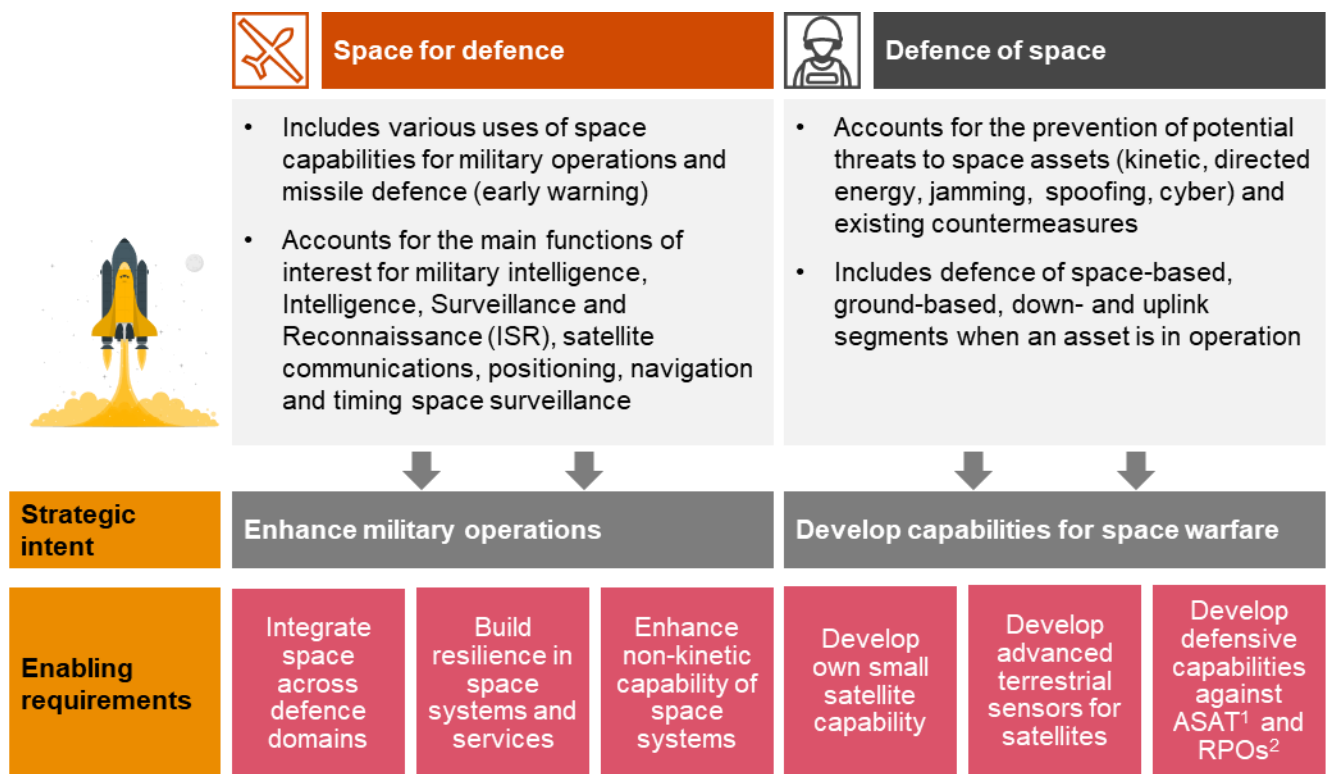 Space for defence
• Includes various uses of space
capabilities for military operations and
missile defence (early warning)
• Accounts for the main functions of
interest for military intelligence,
Intelligence, Surveillance and
Reconnaissance (ISR), satellite
communications, positioning, navigation
and timing space surveillance
Defence of space
• Accounts for the prevention of potential
threats to space assets (kinetic, directed
energy, jamming, spoofing, cyber) and
existing countermeasures
• Includes defence of space-based,
ground-based, down- and uplink
segments when an asset is in operation
Strategic
intent
Enhance military operations
Develop capabilities for space warfare
Enabling
requirements
Integrate
space
across
defence
domains
Build
resilience in
space
systems and
services
Enhance
non-kinetic
capability of
space
systems
Develop
own small
satellite
capability
Develop
advanced
terrestrial
sensors for
satellites
Develop
defensive
capabilities
against
ASAT¹ and
RPOs²